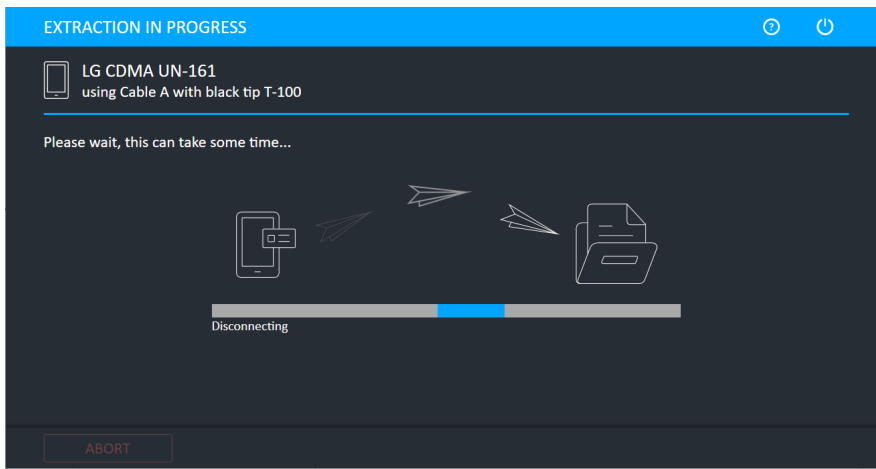 EXTRACTION IN PROGRESS
LG CDMA UN-161
using Cable A with black tip T-100
Please wait, this can take some time...
Disconnecting
ABORT